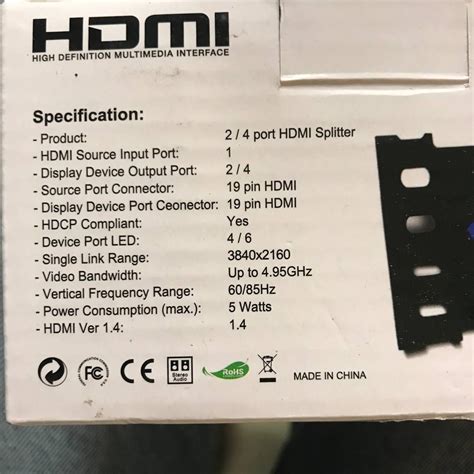 HDMI
HIGH DEFINITION MULTIMEDIA INTERFACE
Specification:
- Product: 2 / 4 port HDMI Splitter
- HDMI Source Input Port: 1
- Display Device Output Port: 2 / 4
- Source Port Connector: 19 pin HDMI
- Display Device Port Ceonector: 19 pin HDMI
- HDCP Compliant: Yes
- Device Port LED: 4 / 6
- Single Link Range: 3840x2160
- Video Bandwidth: Up to 4.95GHz
- Vertical Frequency Range: 60/85Hz
- Power Consumption (max.): 5 Watts
- HDMI Ver 1.4: 1.4
FC CE Stereo Audio RoHS MADE IN CHINA